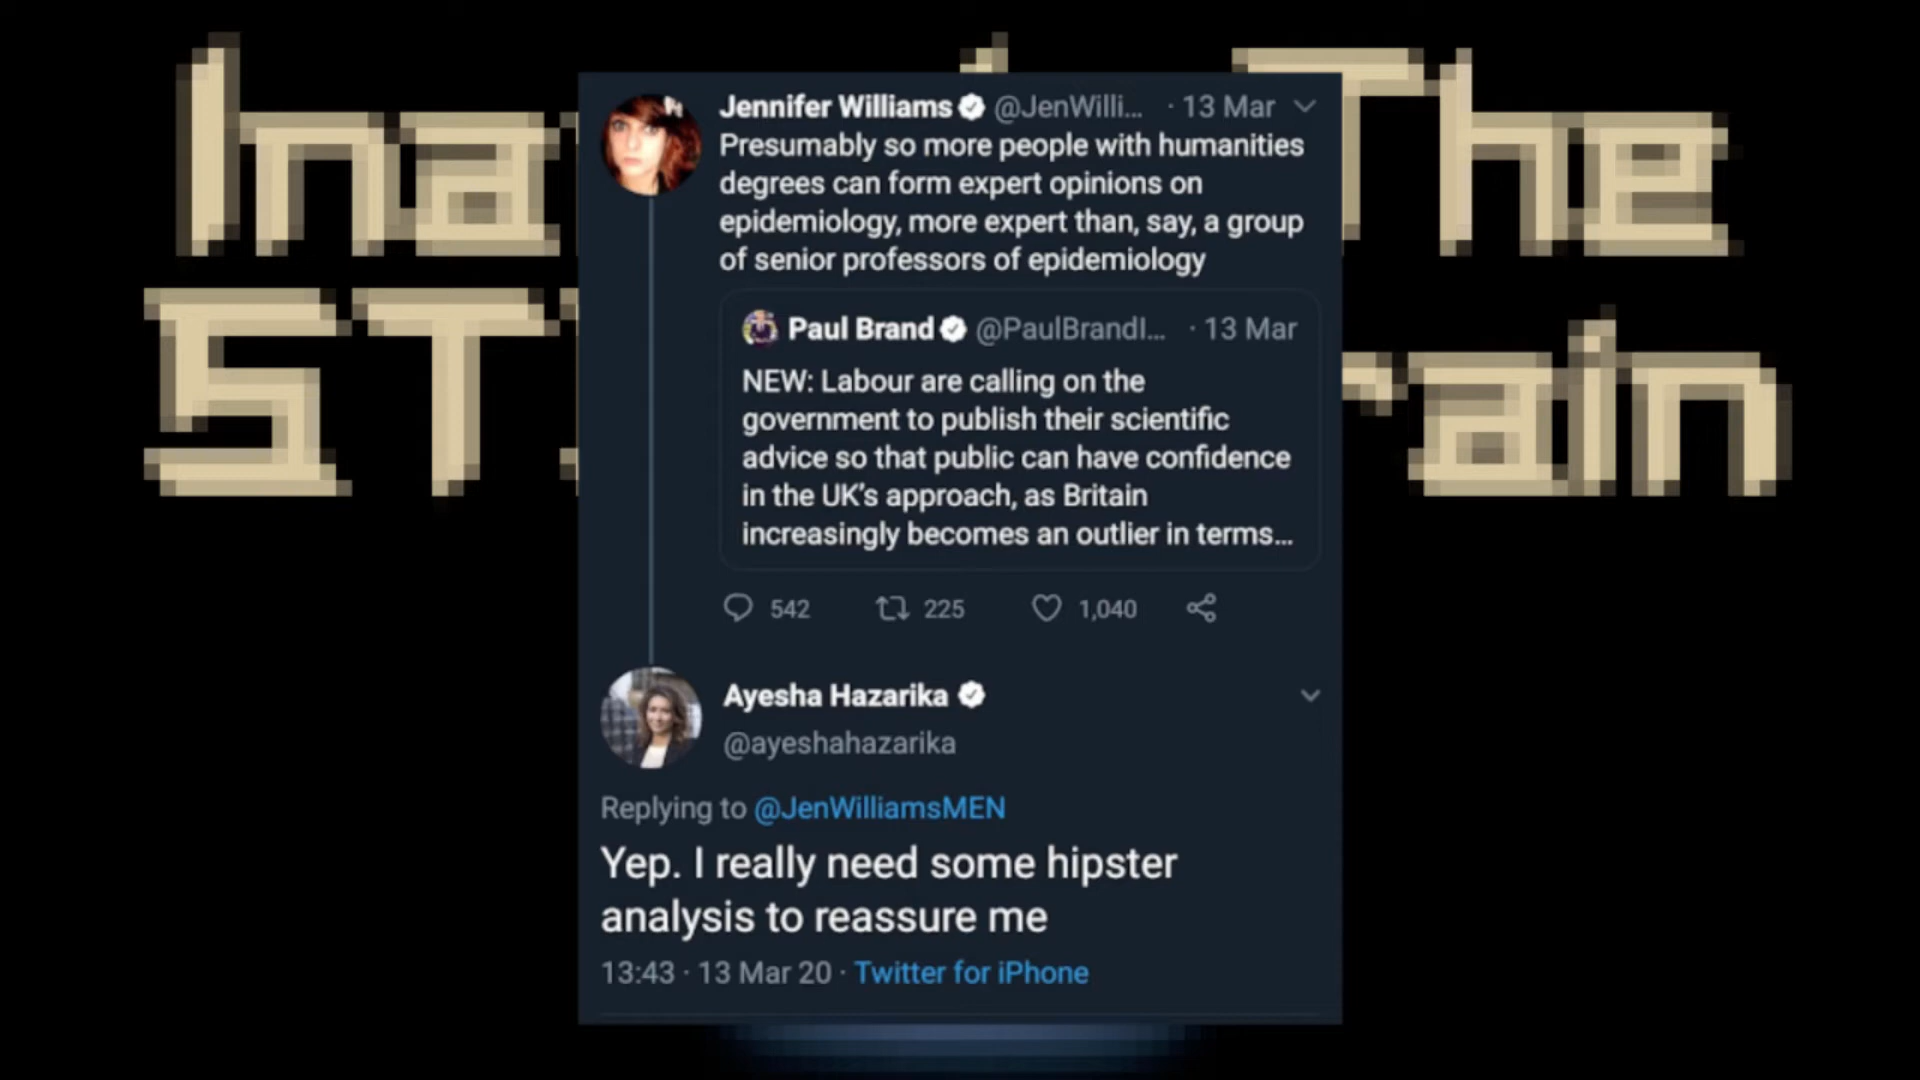 Ina The
ST rain
Jennifer Williams @JenWilli... · 13 Mar
Presumably so more people with humanities
degrees can form expert opinions on
epidemiology, more expert than, say, a group
of senior professors of epidemiology
Paul Brand @PaulBrandI... · 13 Mar
NEW: Labour are calling on the
government to publish their scientific
advice so that public can have confidence
in the UK's approach, as Britain
increasingly becomes an outlier in terms...
542 225 1,040
Ayesha Hazarika
@ayeshahazarika
Replying to @JenWilliamsMEN
Yep. I really need some hipster
analysis to reassure me
13:43 · 13 Mar 20 · Twitter for iPhone